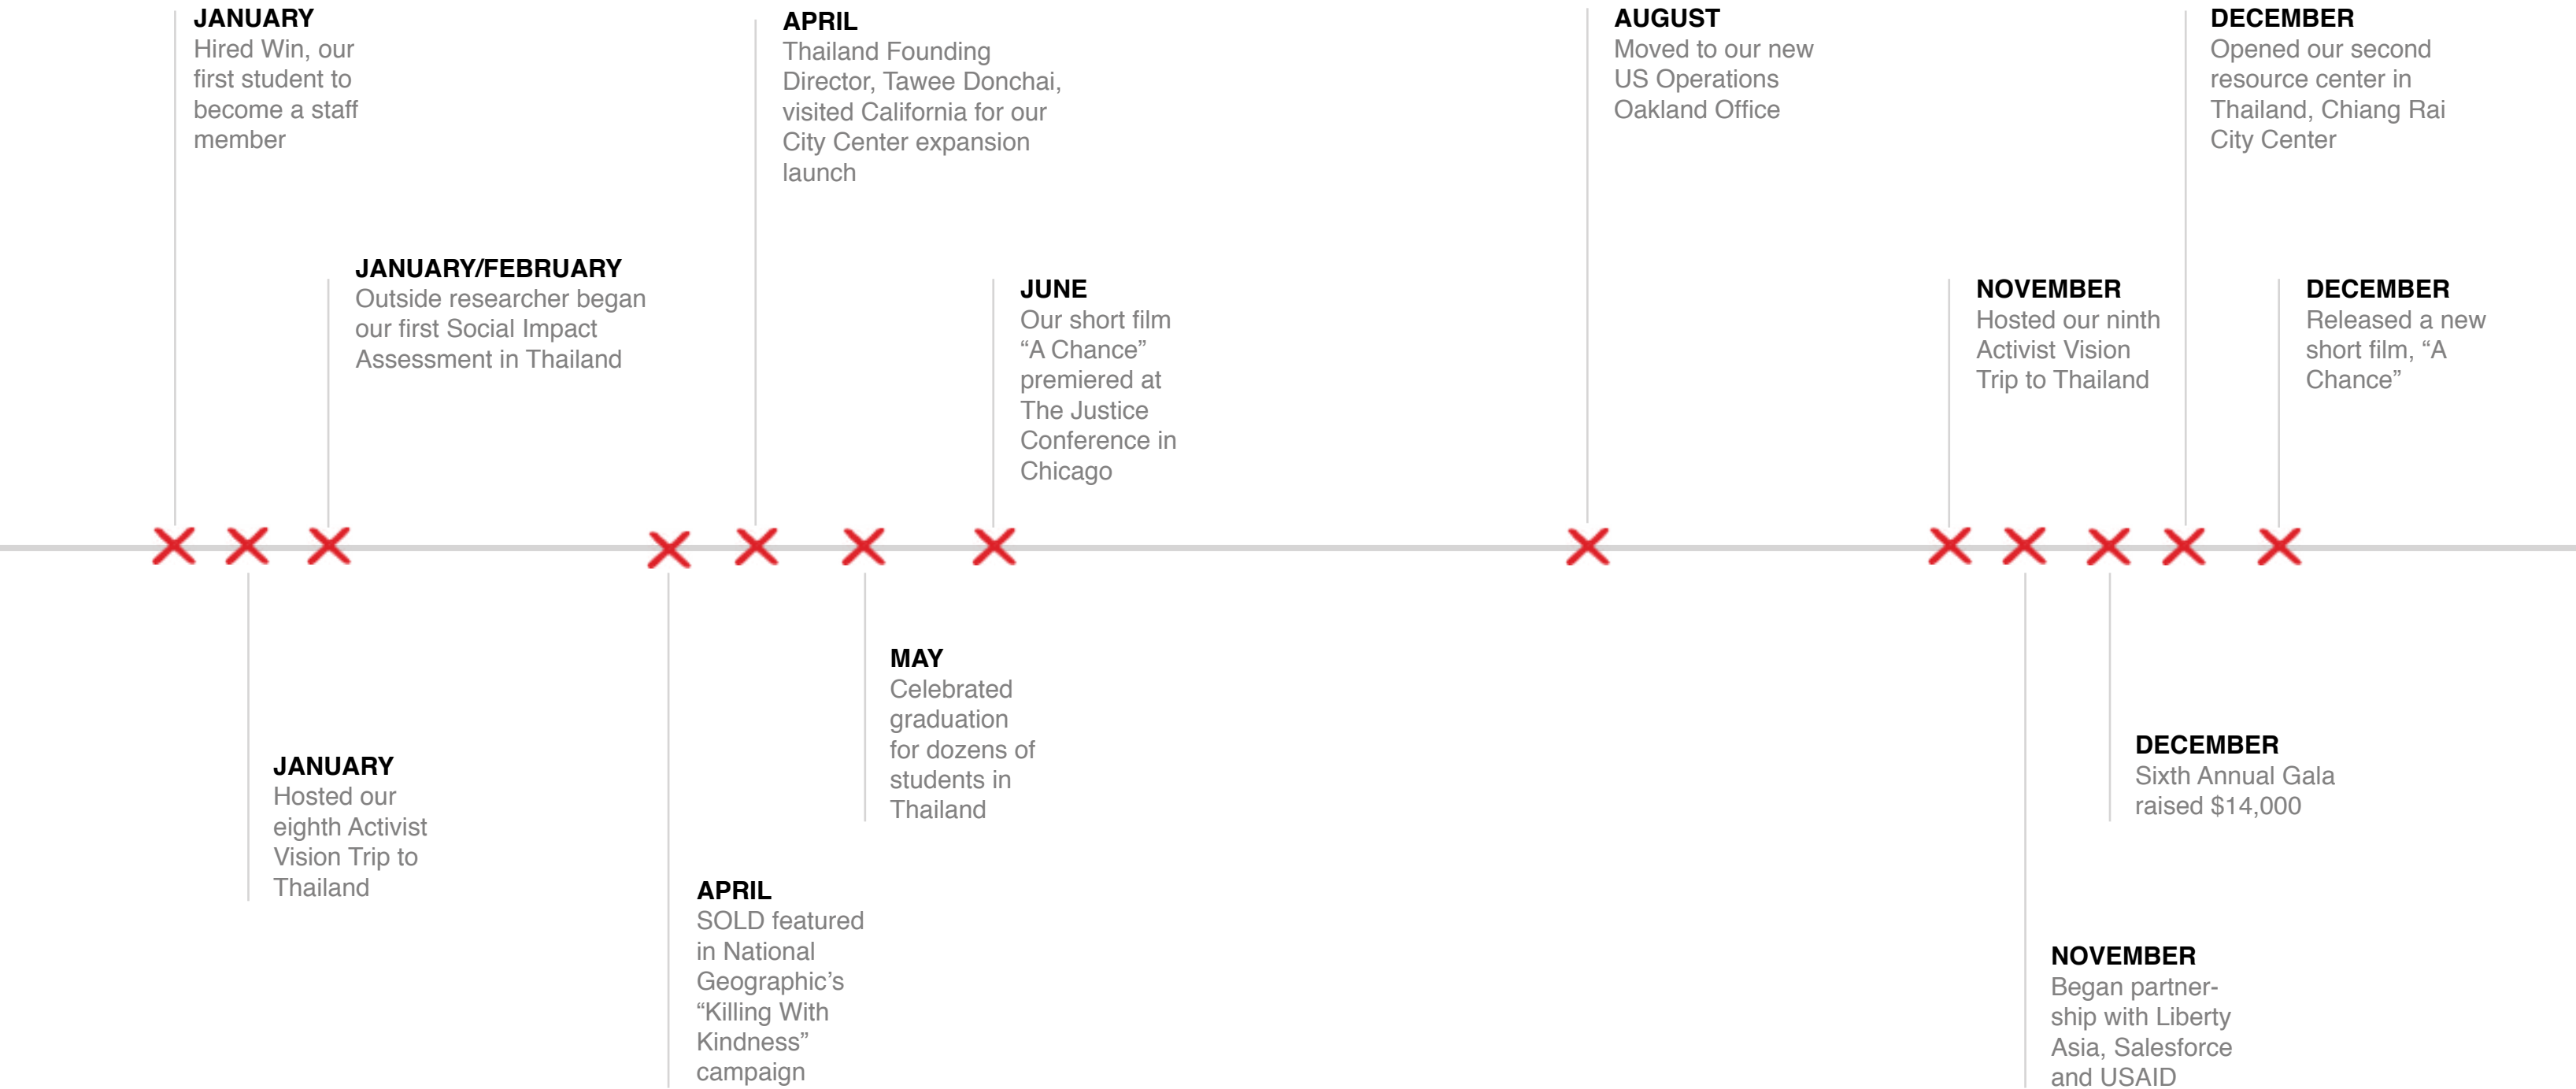 JANUARY
Hired Win, our
first student to
become a staff
member
JANUARY
Hosted our
eighth Activist
Vision Trip to
Thailand
JANUARY/FEBRUARY
Outside researcher began
our first Social Impact
Assessment in Thailand
APRIL
SOLD featured
in National
Geographic’s
“Killing With
Kindness”
campaign
APRIL
Thailand Founding
Director, Tawee Donchai,
visited California for our
City Center expansion
launch
MAY
Celebrated
graduation
for dozens of
students in
Thailand
JUNE
Our short film
“A Chance”
premiered at
The Justice
Conference in
Chicago
AUGUST
Moved to our new
US Operations
Oakland Office
NOVEMBER
Hosted our ninth
Activist Vision
Trip to Thailand
NOVEMBER
Began partner-
ship with Liberty
Asia, Salesforce
and USAID
DECEMBER
Sixth Annual Gala
raised $14,000
DECEMBER
Opened our second
resource center in
Thailand, Chiang Rai
City Center
DECEMBER
Released a new
short film, “A
Chance”